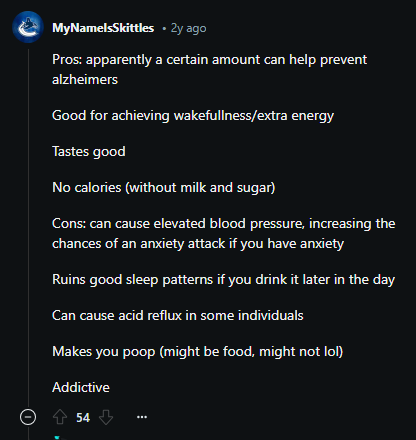 MyNameIsSkittles • 2y ago
Pros: apparently a certain amount can help prevent
alzheimers
Good for achieving wakefullness/extra energy
Tastes good
No calories (without milk and sugar)
Cons: can cause elevated blood pressure, increasing the
chances of an anxiety attack if you have anxiety
Ruins good sleep patterns if you drink it later in the day
Can cause acid reflux in some individuals
Makes you poop (might be food, might not lol)
Addictive
54